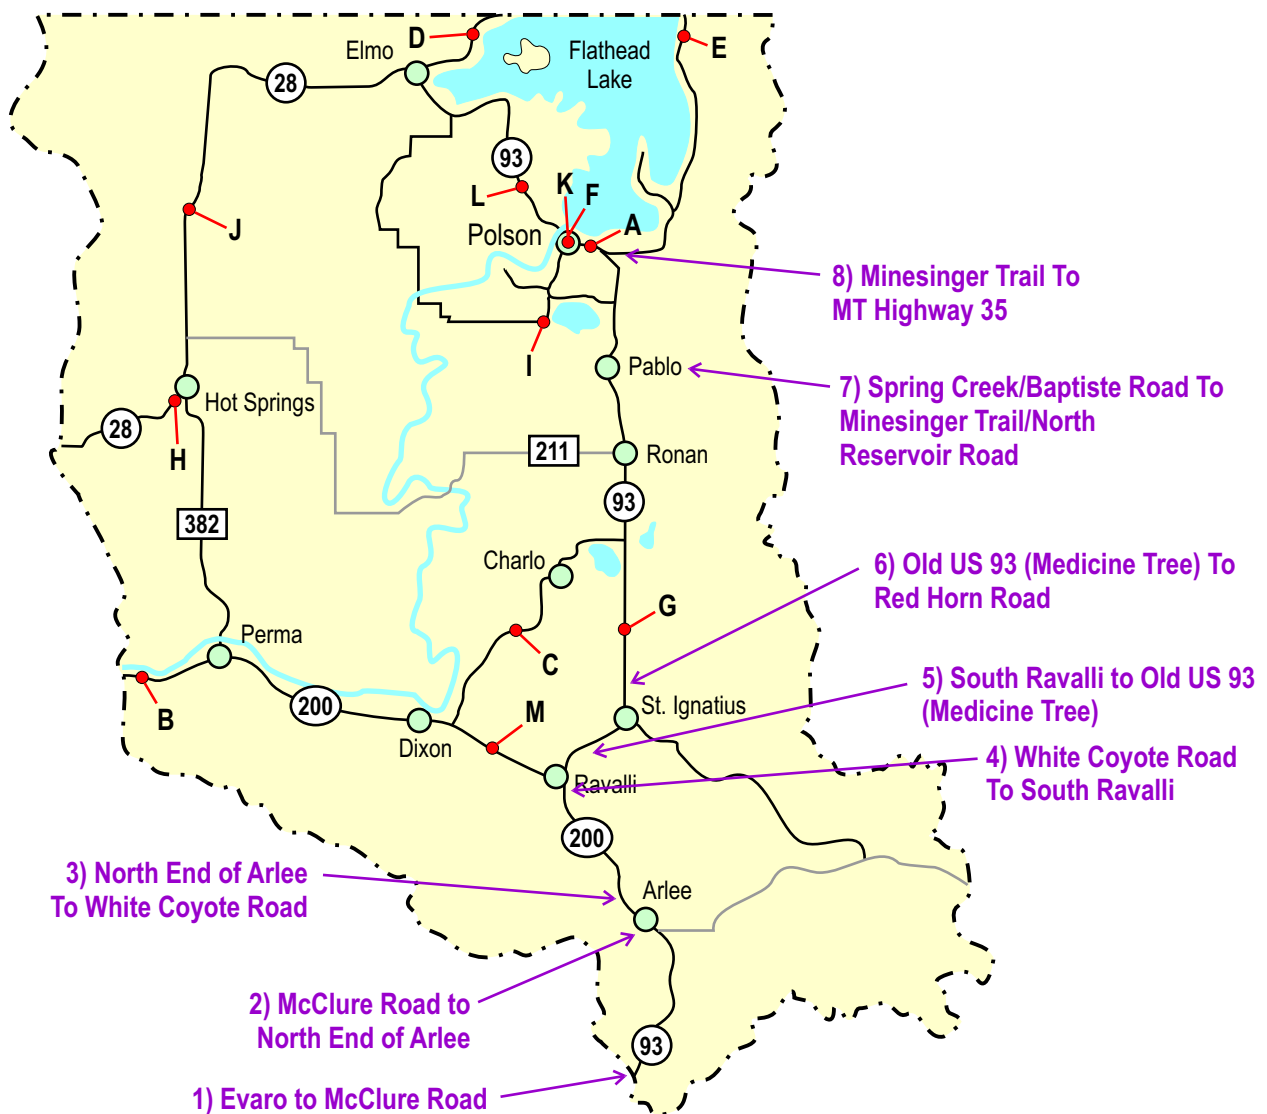 D
E
Elmo
Flathead
Lake
28
93
K
F
L
A
J
Polson
8) Minesinger Trail To
MT Highway 35
I
Pablo
7) Spring Creek/Baptiste Road To
Minesinger Trail/North
Reservoir Road
Hot Springs
28
H
211
Ronan
93
382
Charlo
6) Old US 93 (Medicine Tree) To
Red Horn Road
G
Perma
C
5) South Ravalli to Old US 93
(Medicine Tree)
B
200
St. Ignatius
M
Dixon
4) White Coyote Road
To South Ravalli
Ravalli
200
3) North End of Arlee
To White Coyote Road
Arlee
2) McClure Road to
North End of Arlee
93
1) Evaro to McClure Road